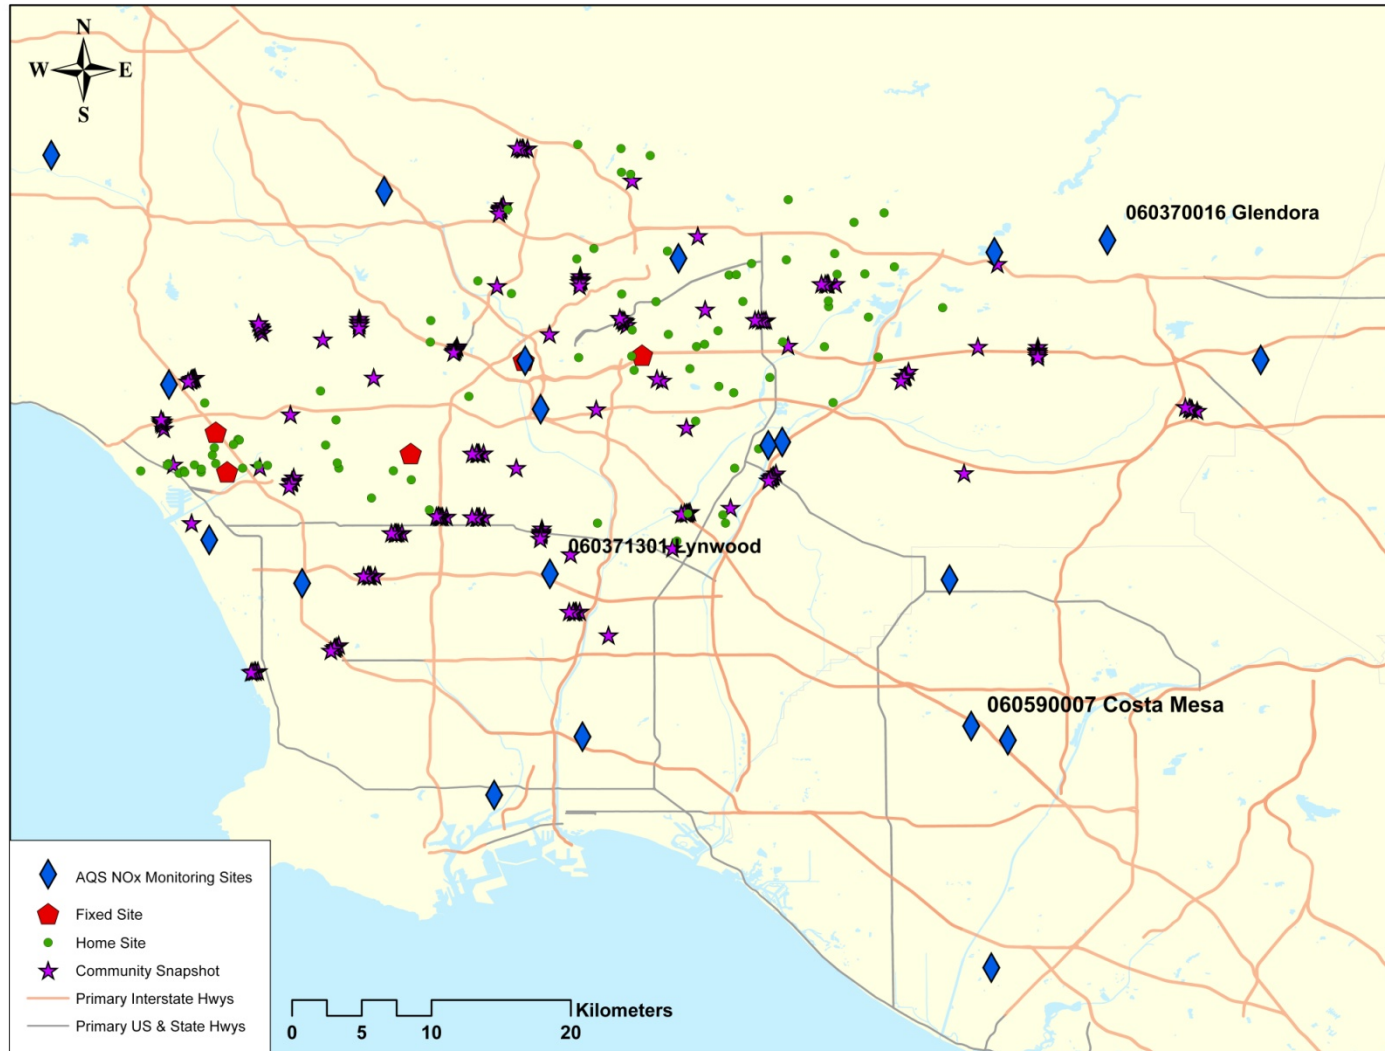 N
W E
S
060370016 Glendora
060371301 Lynwood
060590007 Costa Mesa
AQS NOx Monitoring Sites
Fixed Site
Home Site
Community Snapshot
Primary Interstate Hwys
Primary US & State Hwys
Kilometers
0 5 10 20